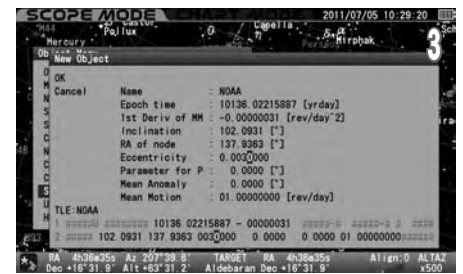 SCOPE MODE 2011/07/05 10:29:20
M44 Pollux Castor θ η Capella Mirphak
Mercury
New Object
3
OK
Cancel
Name : NOAA
Epoch time : 10136.02215887 [yrday]
1st Deriv of MM : -0.00000031 [rev/day^2]
Inclination : 102.0931 [°]
RA of node : 137.9363 [°]
Eccentricity : 0.0030000
Parameter for P : 0.0000 [°]
Mean Anomaly : 0.0000 [°]
Mean Motion : 01.00000000 [rev/day]
TLE:NOAA
10136 02215887 - 00000031
2 ##### 102 0931 137 9363 0030000 0 0000 0 0000 01 00000000######
RA 4h36m35s Az 207°39.6' TARGET RA 4h36m35s Align:0 ALTAZ
Dec +16°31.9' Alt +63°31.2' Aldebaran Dec +16°31.9' x500